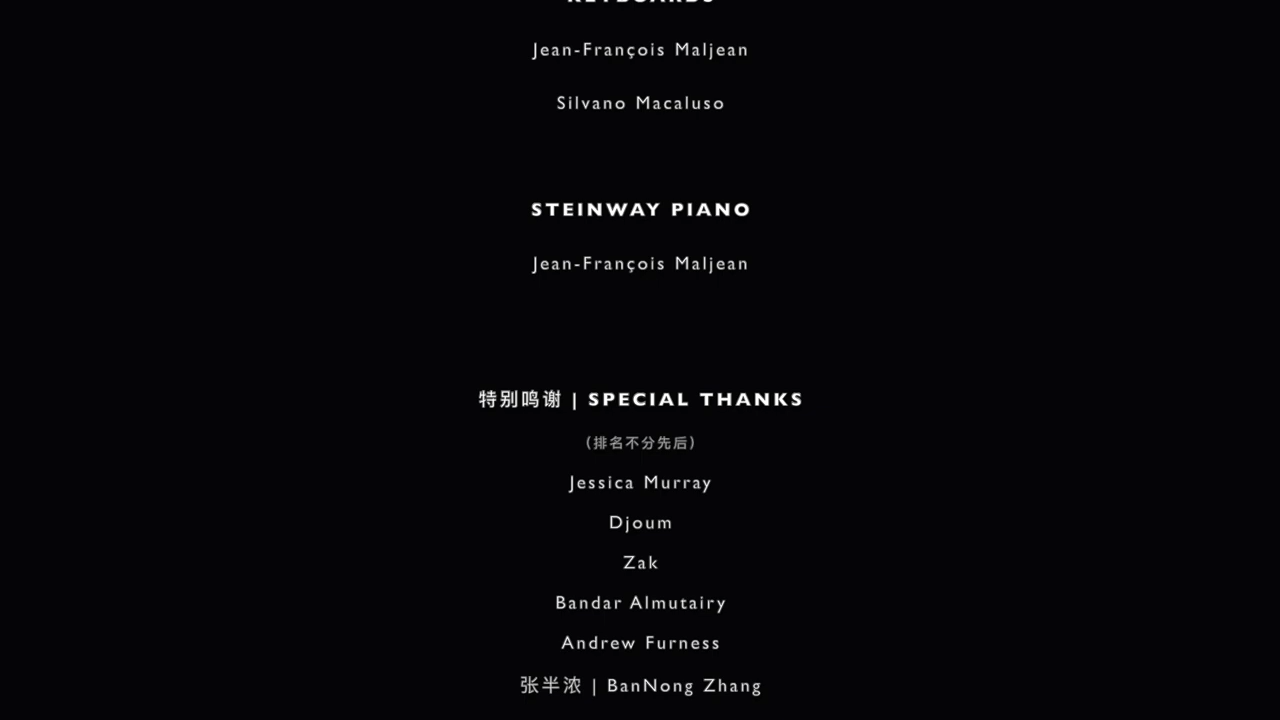 KEYBOARDS
Jean-François Maljean
Silvano Macaluso
STEINWAY PIANO
Jean-François Maljean
特别鸣谢 | SPECIAL THANKS
（排名不分先后）
Jessica Murray
Djoum
Zak
Bandar Almutairy
Andrew Furness
张半浓 | BanNong Zhang